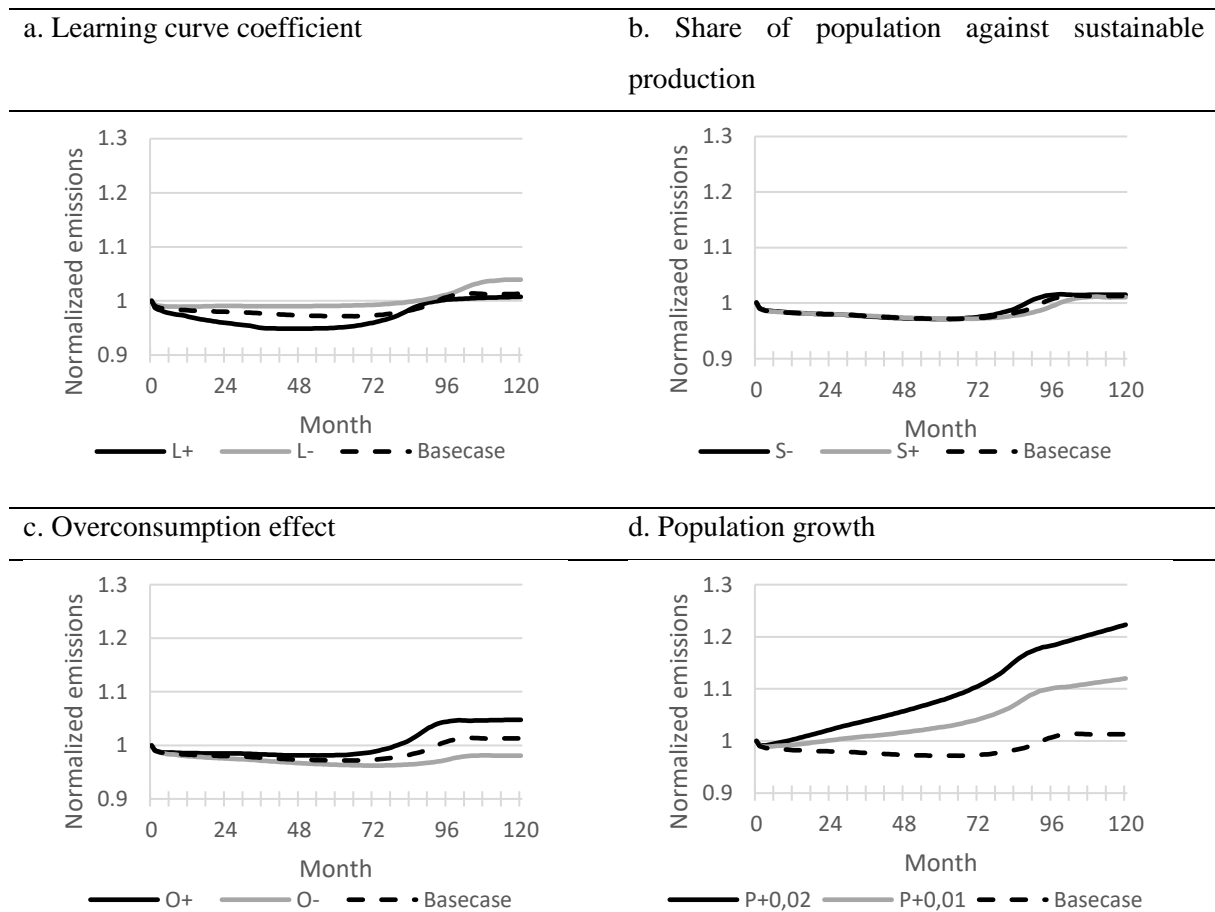 a. Learning curve coefficient
b. Share of population against sustainable
production
Normalizaed emissions
1.3
1.2
1.1
1
0.9
0 24 48 72 96 120
Month
L+ L- Basecase
Normalized emissions
1.3
1.2
1.1
1
0.9
0 24 48 72 96 120
Month
S- S+ Basecase
c. Overconsumption effect
d. Population growth
Normalized emissions
1.3
1.2
1.1
1
0.9
0 24 48 72 96 120
Month
O+ O- Basecase
Normalized emissions
1.3
1.2
1.1
1
0.9
0 24 48 72 96 120
Month
P+0,02 P+0,01 Basecase